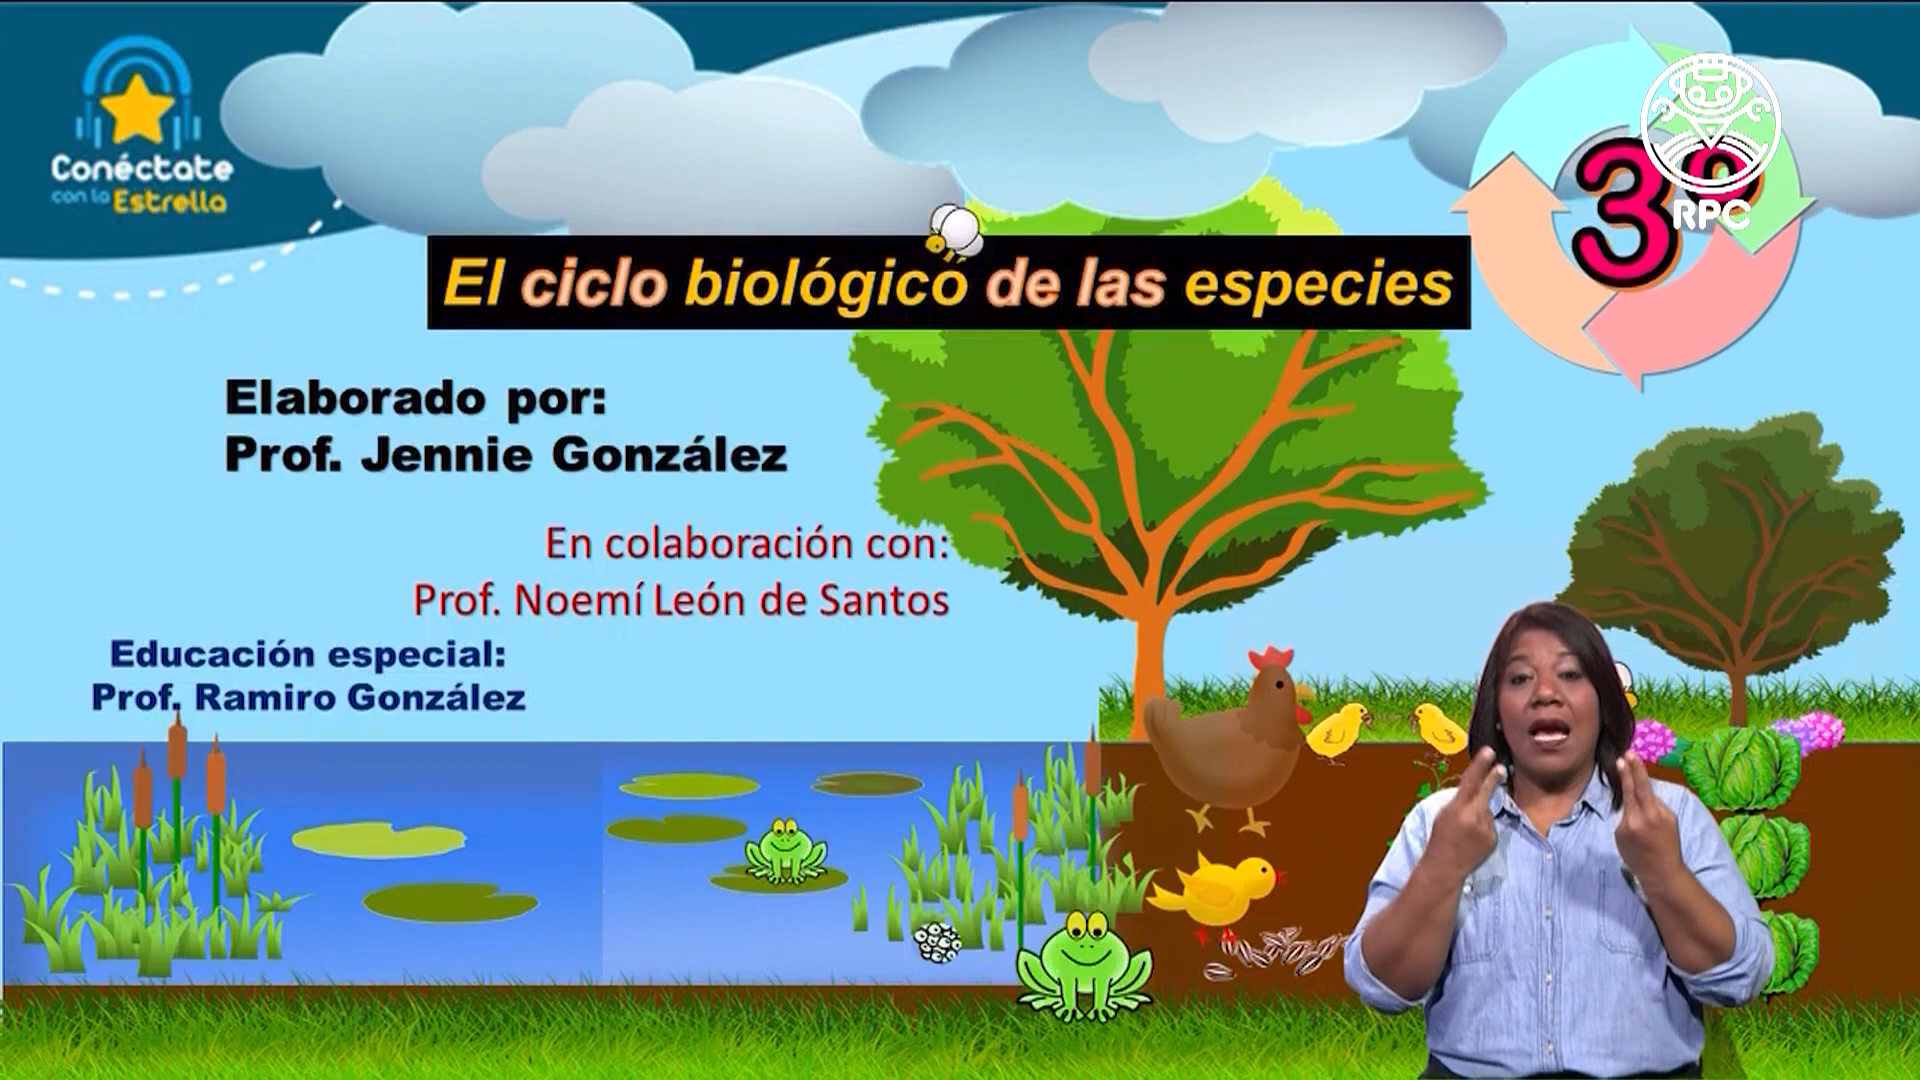 Conéctate
con la Estrella
3º
RPC
El ciclo biológico de las especies
Elaborado por:
Prof. Jennie González
En colaboración con:
Prof. Noemí León de Santos
Educación especial:
Prof. Ramiro González